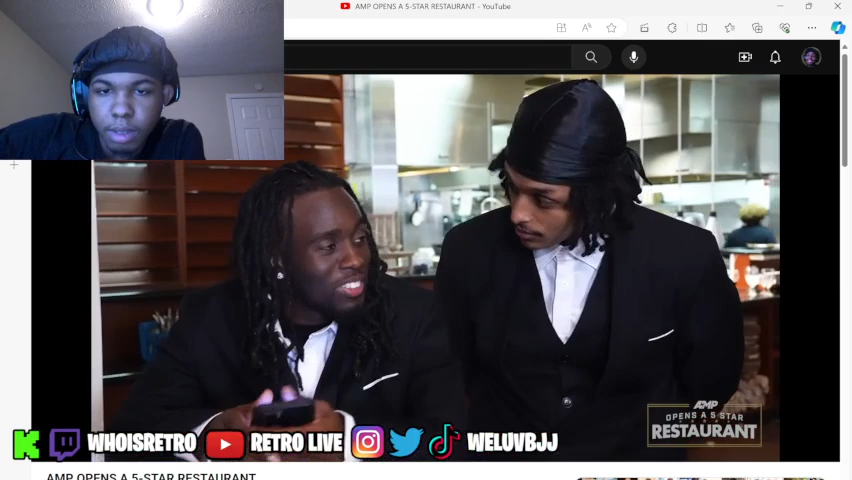 AMP OPENS A 5-STAR RESTAURANT - YouTube
AMP
OPENS A 5 STAR
RESTAURANT
WHOISRETRO RETRO LIVE WELUVBJJ
AMP OPENS A 5-STAR RESTAURANT